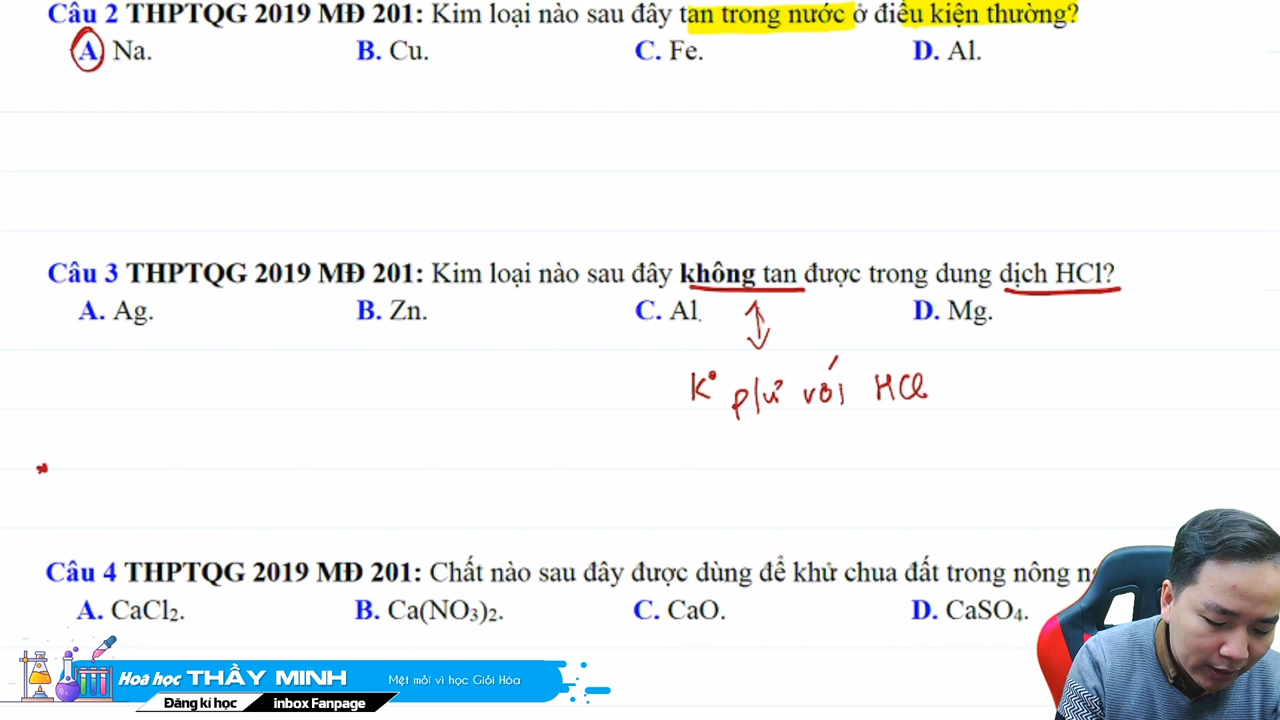 Câu 2 THPTQG 2019 MĐ 201: Kim loại nào sau đây tan trong nước ở điều kiện thường?
A. Na. B. Cu. C. Fe. D. Al.
Câu 3 THPTQG 2019 MĐ 201: Kim loại nào sau đây không tan được trong dung dịch HCl?
A. Ag. B. Zn. C. Al. D. Mg.
K° p/ứ với HCl
Câu 4 THPTQG 2019 MĐ 201: Chất nào sau đây được dùng để khử chua đất trong nông
A. CaCl₂. B. Ca(NO₃)₂. C. CaO. D. CaSO₄.
Hoá học THẦY MINH
Mệt mỏi vì học Giỏi Hóa
Đăng kí học inbox Fanpage